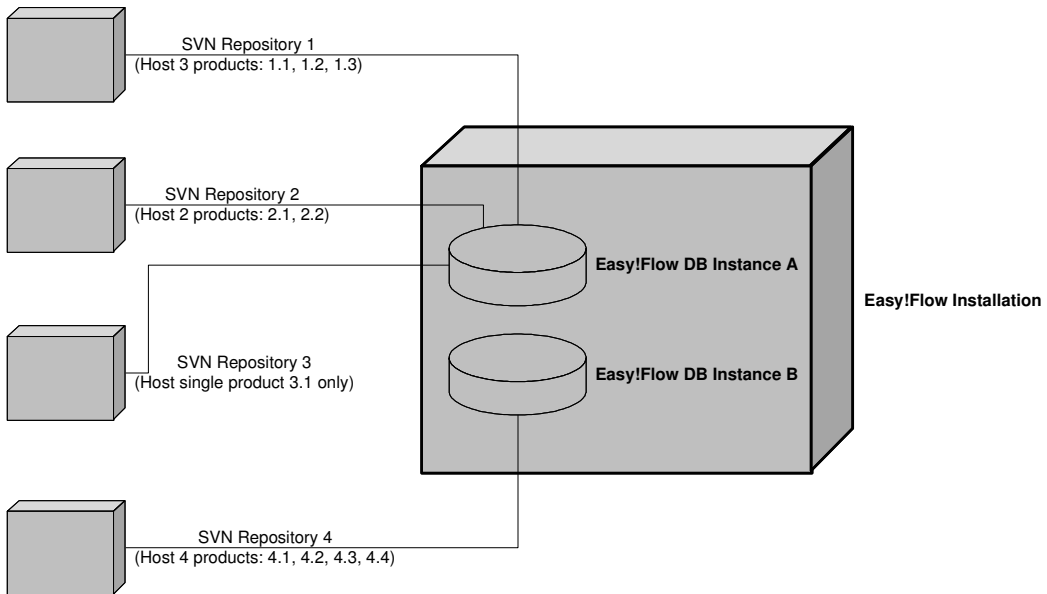 SVN Repository 1
(Host 3 products: 1.1, 1.2, 1.3)
SVN Repository 2
(Host 2 products: 2.1, 2.2)
Easy!Flow DB Instance A
Easy!Flow Installation
SVN Repository 3
(Host single product 3.1 only)
Easy!Flow DB Instance B
SVN Repository 4
(Host 4 products: 4.1, 4.2, 4.3, 4.4)